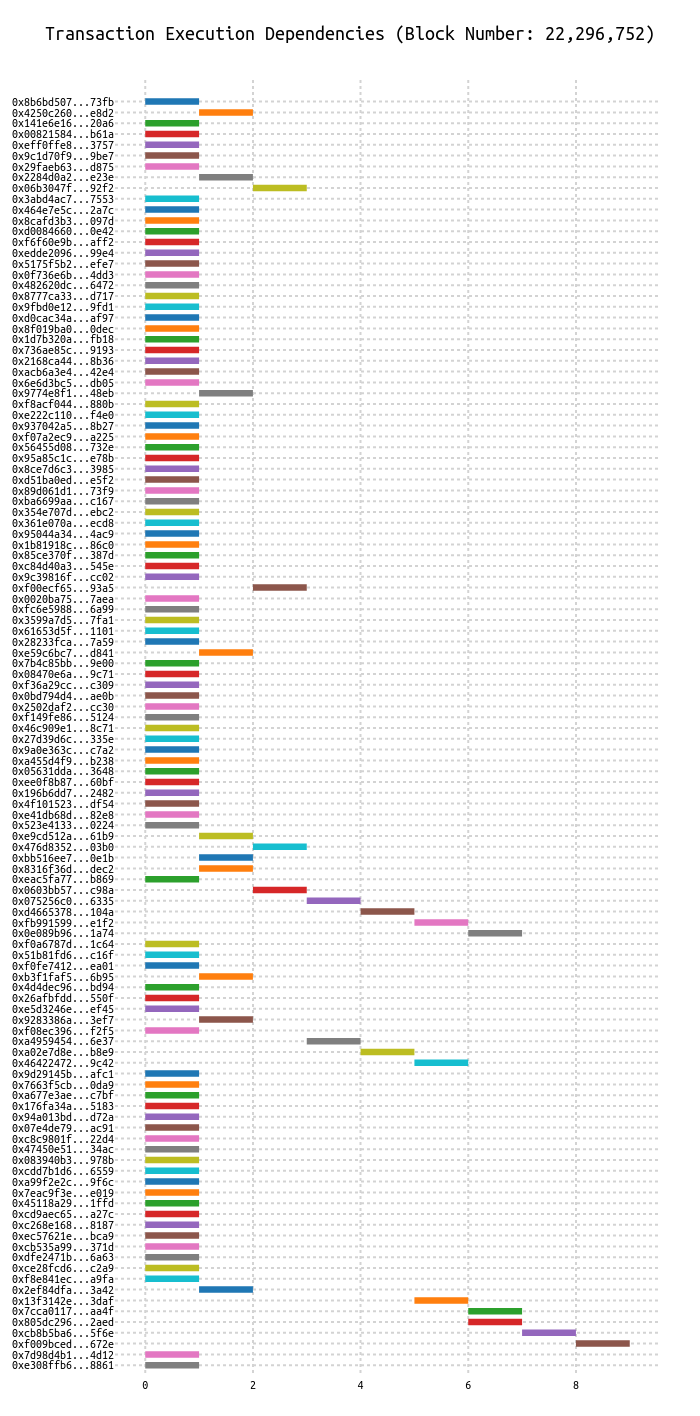 Transaction Execution Dependencies (Block Number: 22,296,752)
0x8b6bd507...73fb
0x4250c260...e8d2
0x141e6e16...20a6
0x00821584...b61a
0xeff0ffe8...3757
0x9c1d70f9...9be7
0x29faeb63...d875
0x2284d0a2...e23e
0x06b3047f...92f2
0x3abd4ac7...7553
0x464e7e5c...2a7c
0x8cafd3b3...097d
0xd0084660...0e42
0xf6f60e9b...aff2
0xedde2096...99e4
0x5175f5b2...efe7
0x0f736e6b...4dd3
0x482620dc...6472
0x8777ca33...d717
0x9fbd0e12...9fd1
0xd0cac34a...af97
0x8f019ba0...0dec
0x1d7b320a...fb18
0x736ae85c...9193
0x2168ca44...8b36
0xacb6a3e4...42e4
0x6e6d3bc5...db05
0x9774e8f1...48eb
0xf8acf044...880b
0xe222c110...f4e0
0x937042a5...8b27
0xf07a2ec9...a225
0x56455d08...732e
0x95a85c1c...e78b
0x8ce7d6c3...3985
0xd51ba0ed...e5f2
0x89d061d1...73f9
0xba6699aa...c167
0x354e707d...ebc2
0x361e070a...ecd8
0x95044a34...4ac9
0x1b81918c...86c0
0x85ce370f...387d
0xc84d40a3...545e
0x9c39816f...cc02
0xf00ecf65...93a5
0x0020ba75...7aea
0xfc6e5988...6a99
0x3599a7d5...7fa1
0x61653d5f...1101
0x28233fca...7a59
0xe59c6bc7...d841
0x7b4c85bb...9e00
0x08470e6a...9c71
0xf36a29cc...c309
0x0bd794d4...ae0b
0x2502daf2...cc30
0xf149fe86...5124
0x46c909e1...8c71
0x27d39d6c...335e
0x9a0e363c...c7a2
0xa455d4f9...b238
0x05631dda...3648
0xee0f8b87...60bf
0x196b6dd7...2482
0x4f101523...df54
0xe41db68d...82e8
0x523e4133...0224
0xe9cd512a...61b9
0x476d8352...03b0
0xbb516ee7...0e1b
0x8316f36d...dec2
0xeac5fa77...b869
0x0603bb57...c98a
0x075256c0...6335
0xd4665378...104a
0xfb991599...e1f2
0x0e089b96...1a74
0xf0a6787d...1c64
0x51b81fd6...c16f
0xf0fe7412...ea01
0xb3f1faf5...6b95
0x4d4dec96...bd94
0x26afbfdd...550f
0xe5d3246e...ef45
0x9283386a...3ef7
0xf08ec396...f2f5
0xa4959454...6e37
0xa02e7d8e...b8e9
0x46422472...9c42
0x9d29145b...afc1
0x7663f5cb...0da9
0xa677e3ae...c7bf
0x176fa34a...5183
0x94a013bd...d72a
0x07e4de79...ac91
0xc8c9801f...22d4
0x47450e51...34ac
0x083940b3...978b
0xcdd7b1d6...6559
0xa99f2e2c...9f6c
0x7eac9f3e...e019
0x45118a29...1ffd
0xcd9aec65...a27c
0xc268e168...8187
0xec57621e...bca9
0xcb535a99...371d
0xdfe2471b...6a63
0xce28fcd6...c2a9
0xf8e841ec...a9fa
0x2ef84dfa...3a42
0x13f3142e...3daf
0x7cca0117...aa4f
0x805dc296...2aed
0xcb8b5ba6...5f6e
0xf009bced...672e
0x7d98d4b1...4d12
0xe308ffb6...8861
0 2 4 6 8